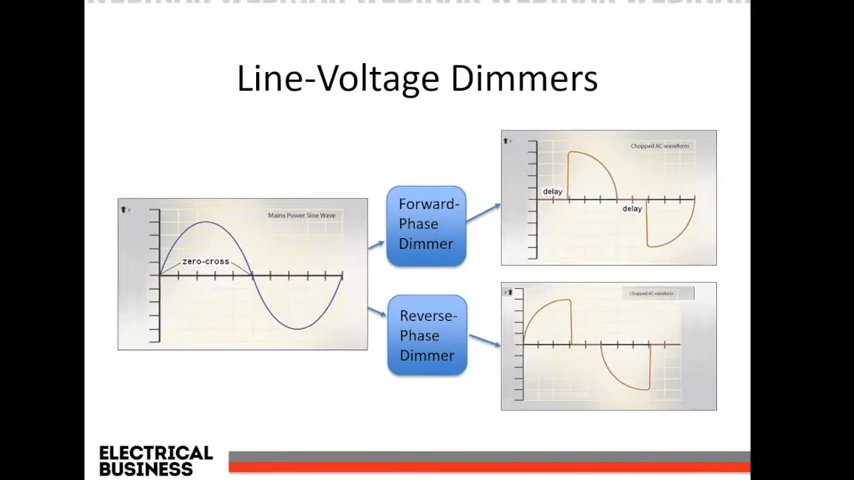 Line-Voltage Dimmers
Mains Power Sine Wave
zero-cross
Forward-
Phase
Dimmer
Chopped AC waveform
delay
delay
Reverse-
Phase
Dimmer
Chopped AC waveform
ELECTRICAL
BUSINESS